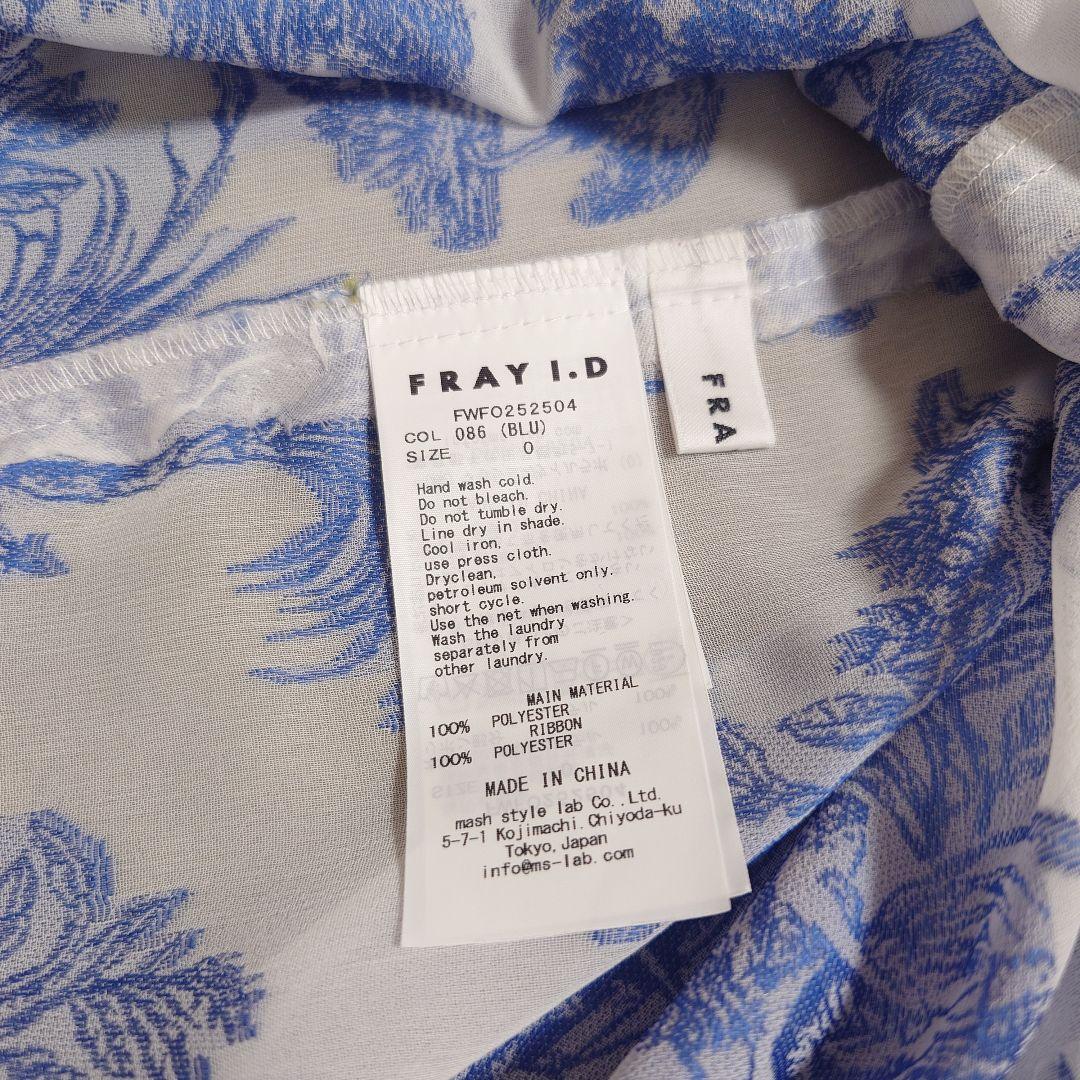 FRAY I.D
FWFO252504
COL 086 (BLU)
SIZE 0
Hand wash cold.
Do not bleach.
Do not tumble dry.
Line dry in shade.
Cool iron,
use press cloth.
Dryclean,
petroleum solvent only.
short cycle.
Use the net when washing.
Wash the laundry
separately from
other laundry.
MAIN MATERIAL
100% POLYESTER
RIBBON
100% POLYESTER
MADE IN CHINA
mash style lab Co.,Ltd.
5-7-1 Kojimachi.Chiyoda-ku
Tokyo,Japan
info@ms-lab.com
FRA